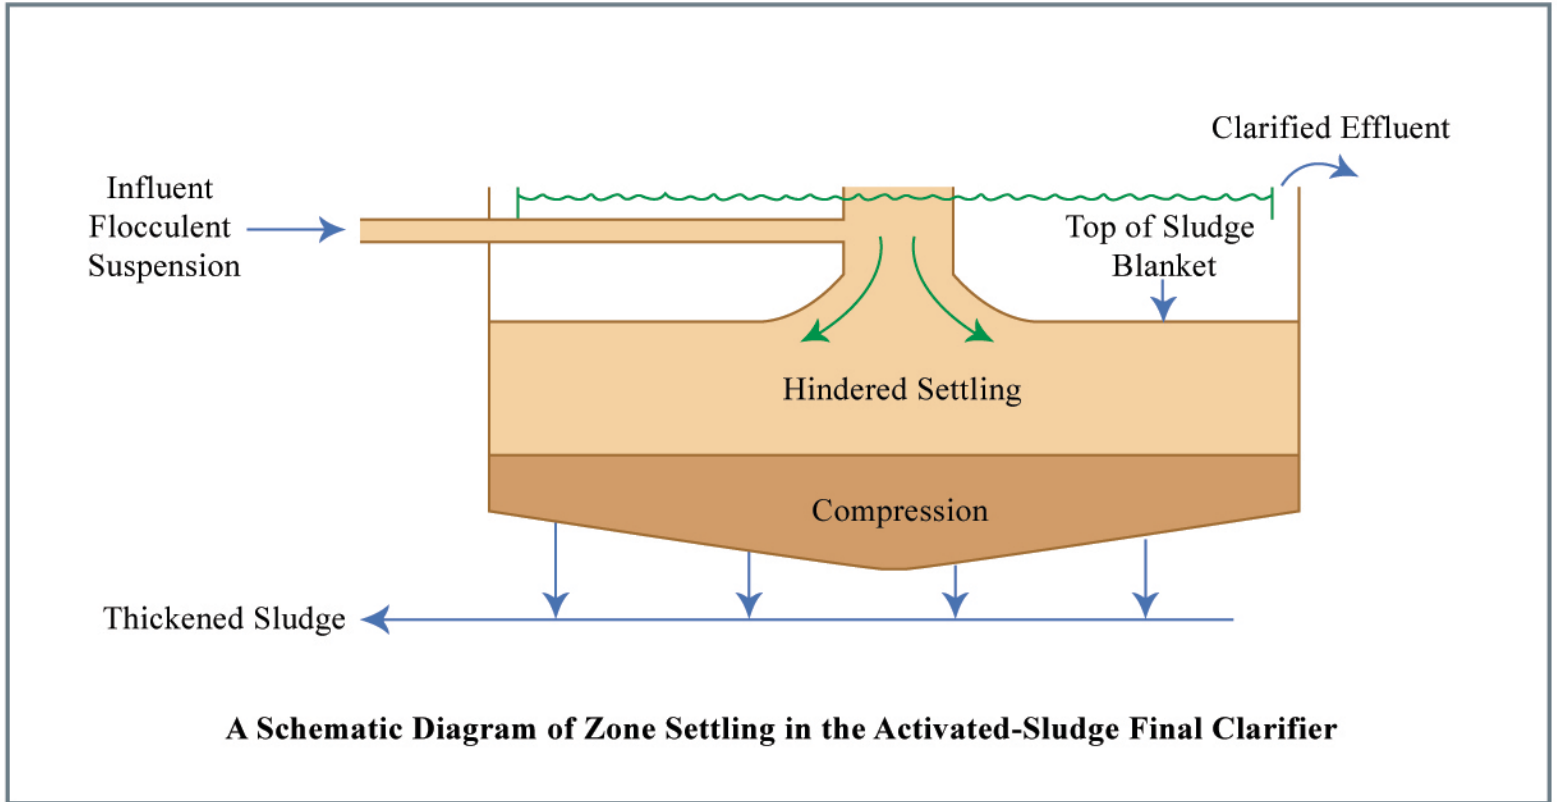 Clarified Effluent
Influent
Flocculent
Suspension
Top of Sludge
Blanket
Hindered Settling
Compression
Thickened Sludge
A Schematic Diagram of Zone Settling in the Activated-Sludge Final Clarifier